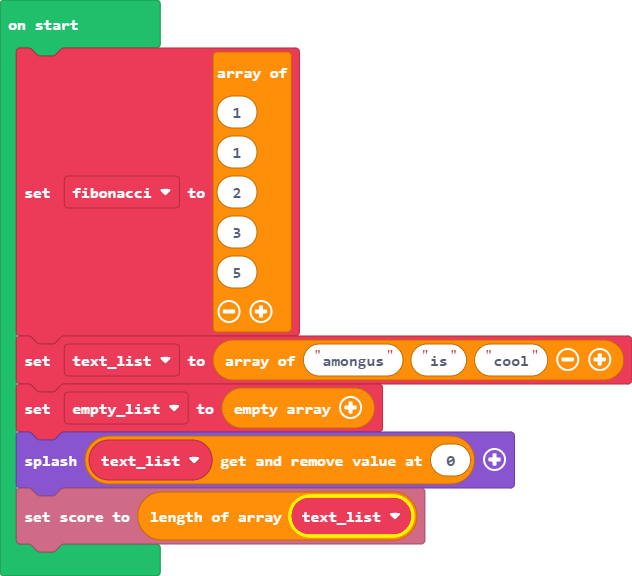 on start
array of
1
1
2
3
5
set fibonacci to
set text_list to array of "amongus" "is" "cool"
set empty_list to empty array
splash text_list get and remove value at 0
set score to length of array text_list